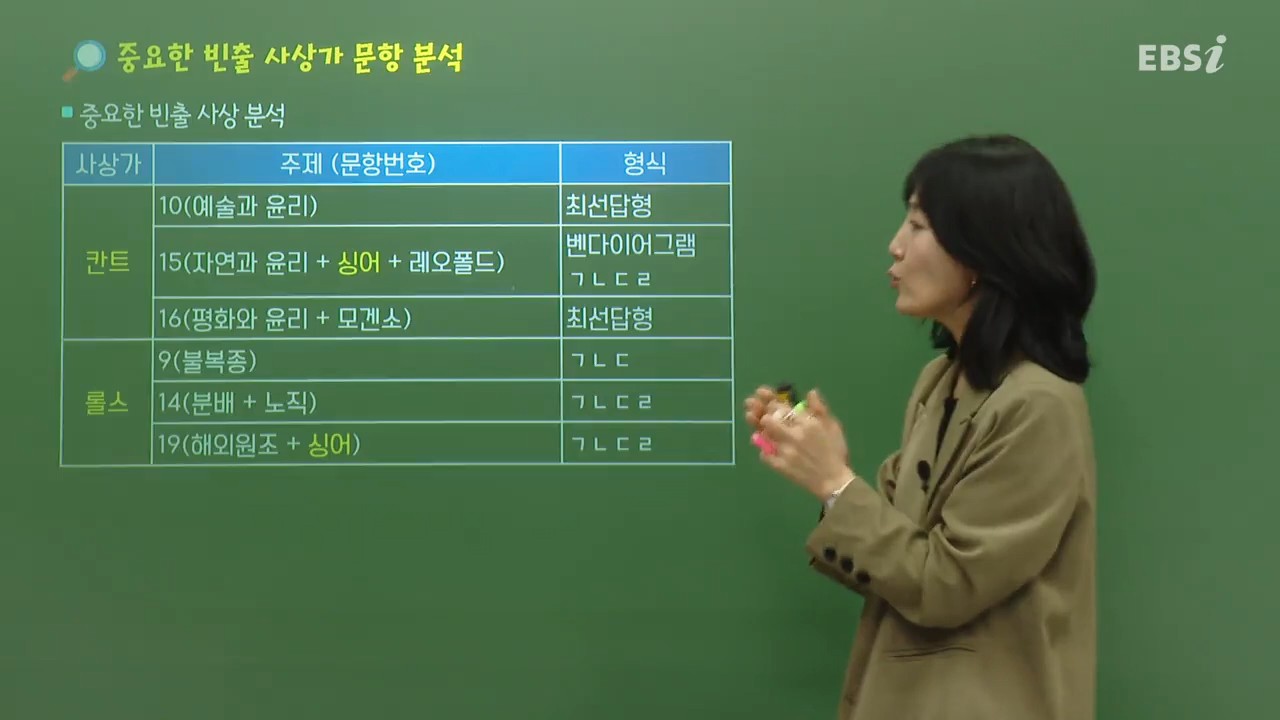 중요한 빈출 사상가 문항 분석
EBSi
중요한 빈출 사상 분석
사상가 주제 (문항번호) 형식
칸트
10(예술과 윤리) 최선답형
15(자연과 윤리 + 싱어 + 레오폴드) 벤다이어그램
ㄱㄴㄷㄹ
16(평화와 윤리 + 모겐소) 최선답형
롤스
9(불복종) ㄱㄴㄷ
14(분배 + 노직) ㄱㄴㄷㄹ
19(해외원조 + 싱어) ㄱㄴㄷㄹ